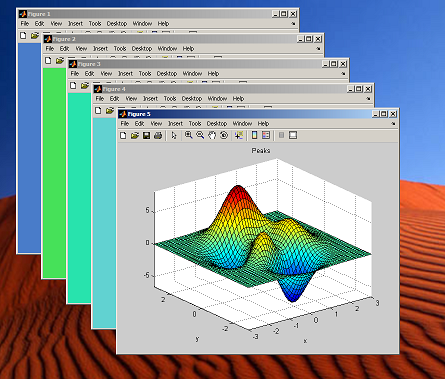 Figure 1
File Edit View Insert Tools Desktop Window Help
Figure 2
File Edit View Insert Tools Desktop Window Help
Figure 3
File Edit View Insert Tools Desktop Window Help
Figure 4
File Edit View Insert Tools Desktop Window Help
Figure 5
File Edit View Insert Tools Desktop Window Help
Peaks
5
0
-5
2
0
-2
y
-3
-2
-1
0
1
2
3
x